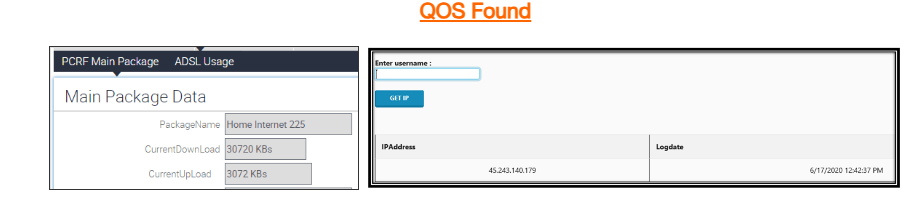 QOS Found
PCRF Main Package ADSL Usage
Main Package Data
PackageName Home Internet 225
CurrentDownLoad 30720 KBs
CurrentUpLoad 3072 KBs
Enter username :
GET IP
IPAddress Logdate
45.243.140.179 6/17/2020 12:42:37 PM